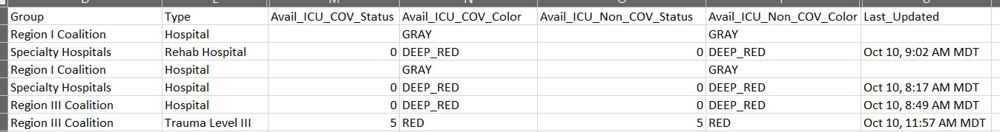 Group Type Avail_ICU_COV_Status Avail_ICU_COV_Color Avail_ICU_Non_COV_Status Avail_ICU_Non_COV_Color Last_Updated
Region I Coalition Hospital GRAY GRAY
Specialty Hospitals Rehab Hospital 0 DEEP_RED 0 DEEP_RED Oct 10, 9:02 AM MDT
Region I Coalition Hospital GRAY GRAY
Specialty Hospitals Hospital 0 DEEP_RED 0 DEEP_RED Oct 10, 8:17 AM MDT
Region III Coalition Hospital 0 DEEP_RED 0 DEEP_RED Oct 10, 8:49 AM MDT
Region III Coalition Trauma Level III 5 RED 5 RED Oct 10, 11:57 AM MDT